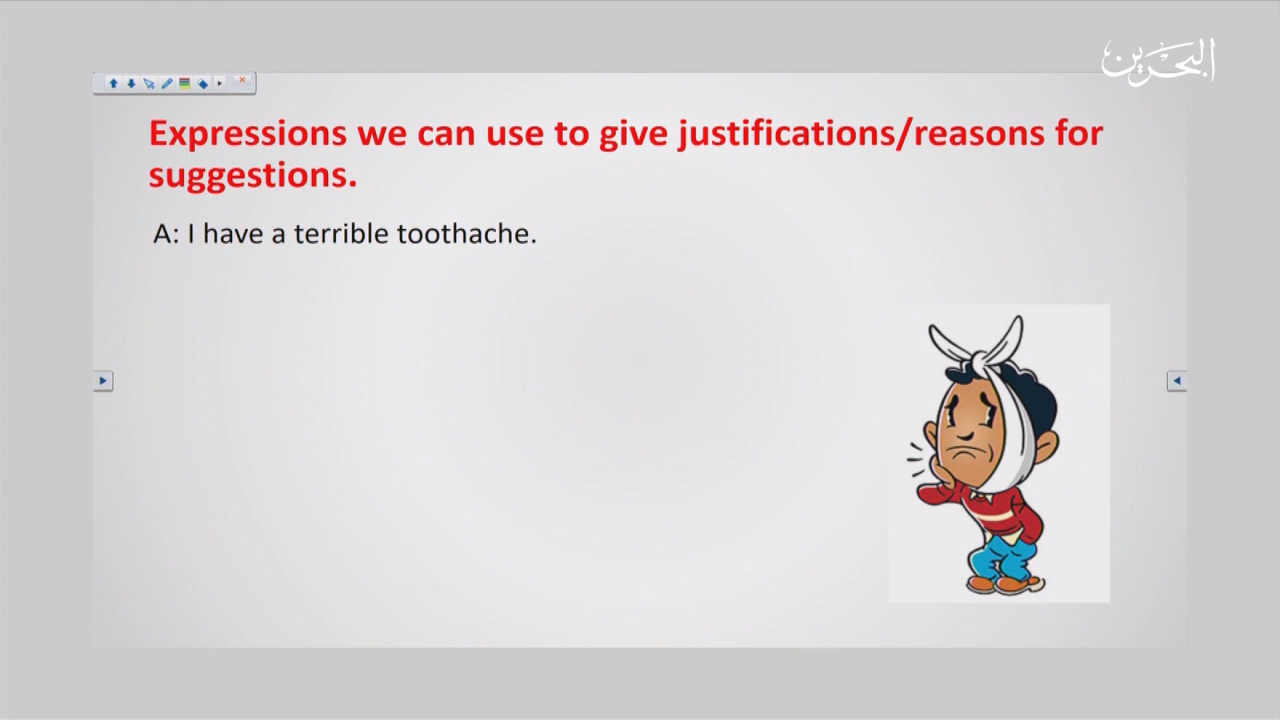 البحرين
Expressions we can use to give justifications/reasons for
suggestions.
A: I have a terrible toothache.